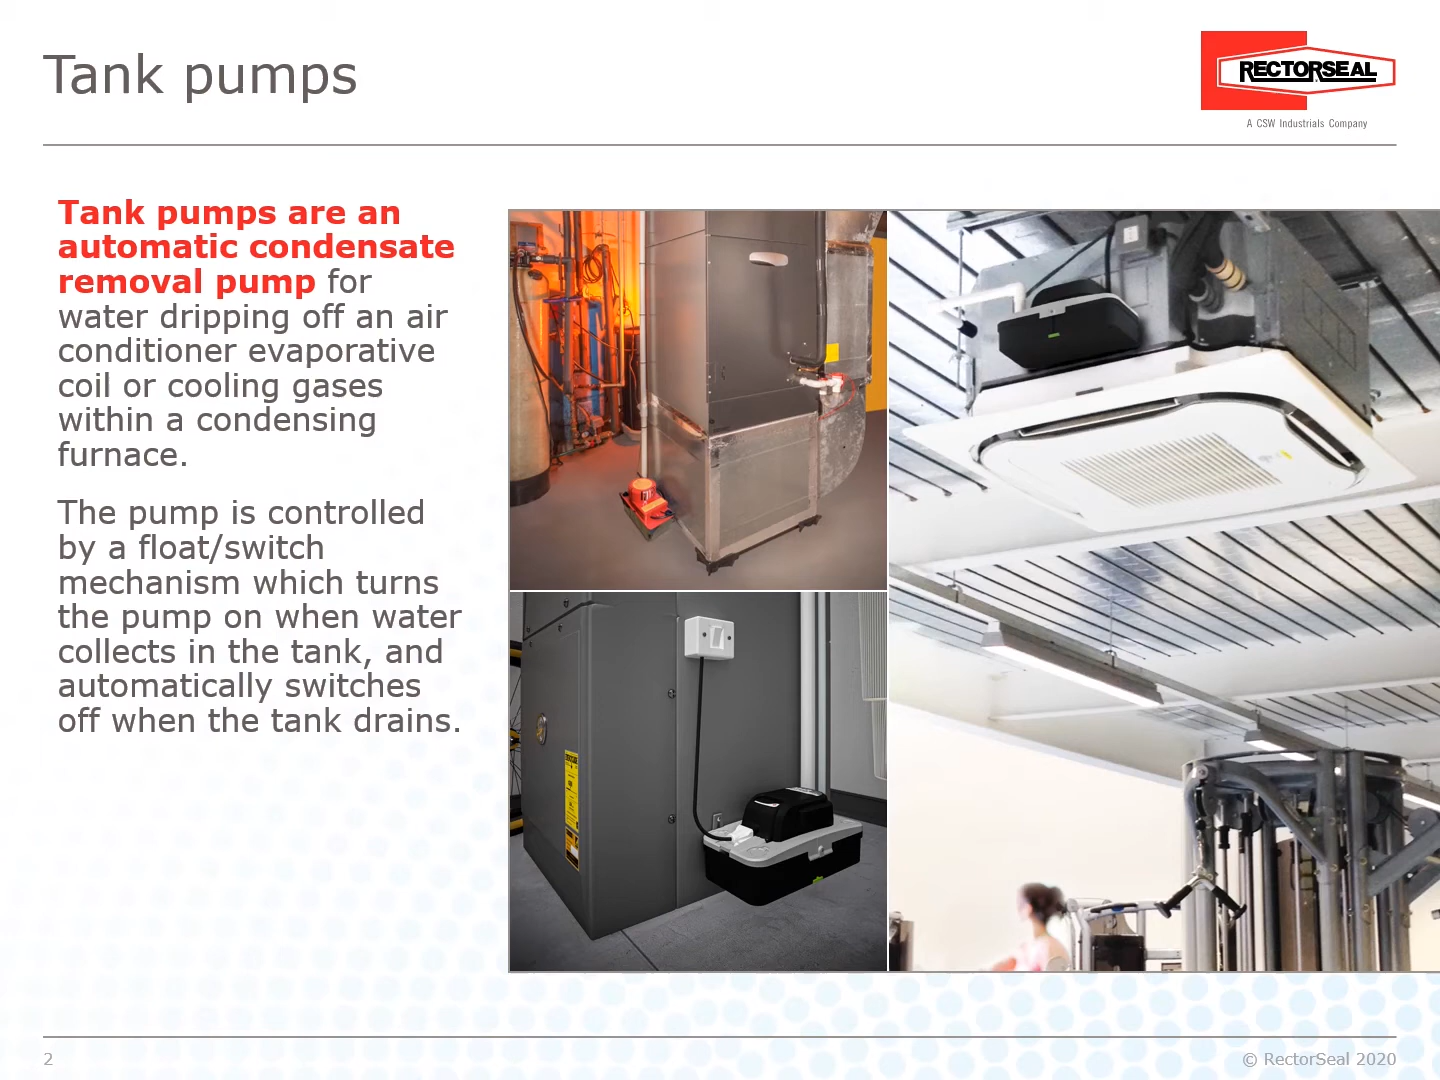 Tank pumps
RECTORSEAL
A CSW Industrials Company
Tank pumps are an
automatic condensate
removal pump for
water dripping off an air
conditioner evaporative
coil or cooling gases
within a condensing
furnace.
The pump is controlled
by a float/switch
mechanism which turns
the pump on when water
collects in the tank, and
automatically switches
off when the tank drains.
2
© RectorSeal 2020